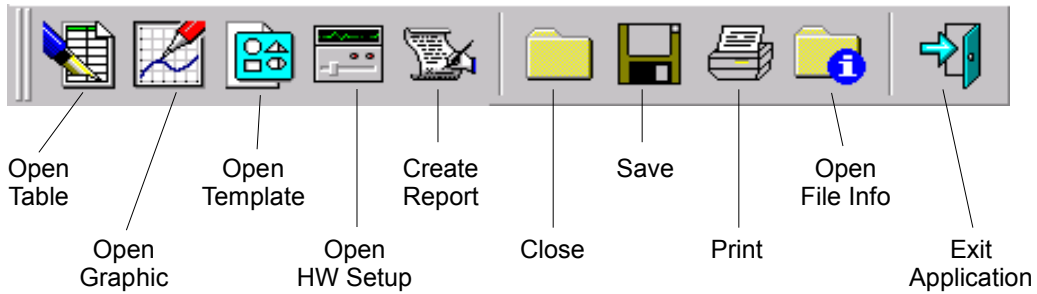 Open
Table
Open
Template
Create
Report
Save
Open
File Info
Open
Graphic
Open
HW Setup
Close
Print
Exit
Application